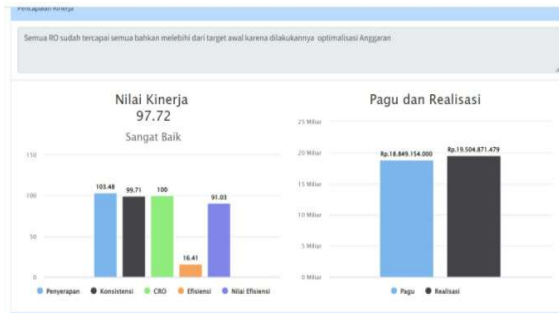 Pencapaian Kinerja
Semua RO sudah tercapai semua bahkan melebihi dari target awal karena dilakukannya optimalisasi Anggaran
Nilai Kinerja
97.72
Sangat Baik
150
100
50
0
103.48
99.71
100
16.41
91.03
Penyerapan
Konsistensi
CRO
Efisiensi
Nilai Efisiensi
Pagu dan Realisasi
25 Miliar
20 Miliar
15 Miliar
10 Miliar
5 Miliar
0 Miliar
Rp.18.849.154.000
Rp.19.504.871.479
Pagu
Realisasi